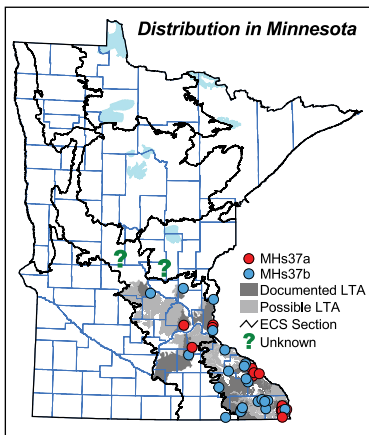 Distribution in Minnesota
? ?
MHs37a
MHs37b
Documented LTA
Possible LTA
ECS Section
? Unknown